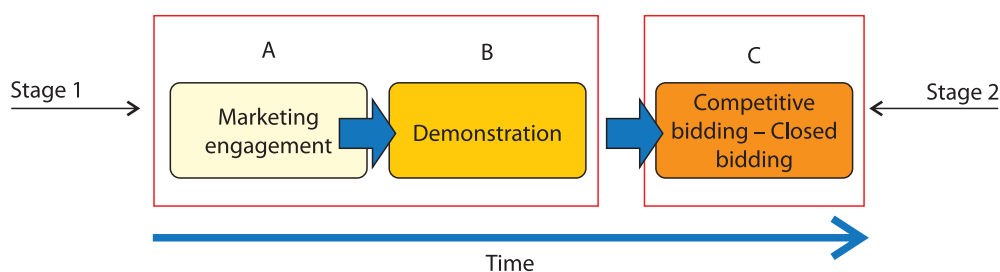 A
B
C
Stage 1
Stage 2
Marketing
engagement
Demonstration
Competitive
bidding – Closed
bidding
Time